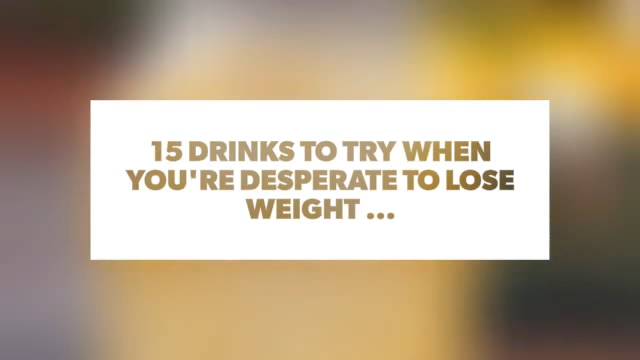 15 DRINKS TO TRY WHEN
YOU'RE DESPERATE TO LOSE
WEIGHT ...